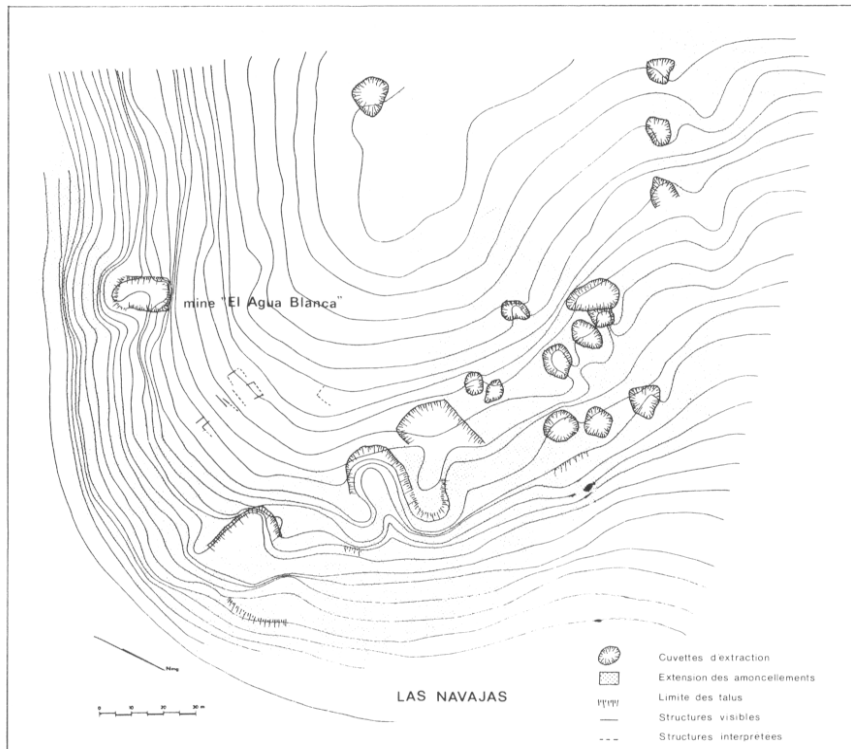 mine "El Agua Blanca"
Nmg
0 10 20 30 m
LAS NAVAJAS
Cuvettes d'extraction
Extension des amoncellements
Limite des talus
Structures visibles
Structures interprétées